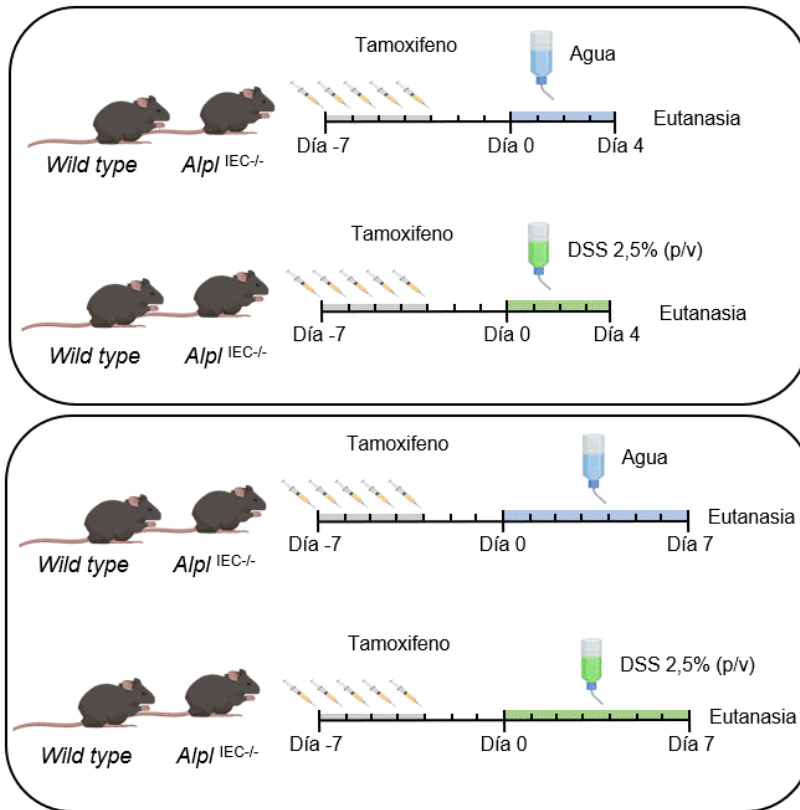 Tamoxifeno
Agua
Eutanasia
Día -7 Día 0 Día 4
Wild type Alpl IEC-/-
Tamoxifeno
DSS 2,5% (p/v)
Eutanasia
Día -7 Día 0 Día 4
Wild type Alpl IEC-/-
Tamoxifeno
Agua
Eutanasia
Día -7 Día 0 Día 7
Wild type Alpl IEC-/-
Tamoxifeno
DSS 2,5% (p/v)
Eutanasia
Día -7 Día 0 Día 7
Wild type Alpl IEC-/-